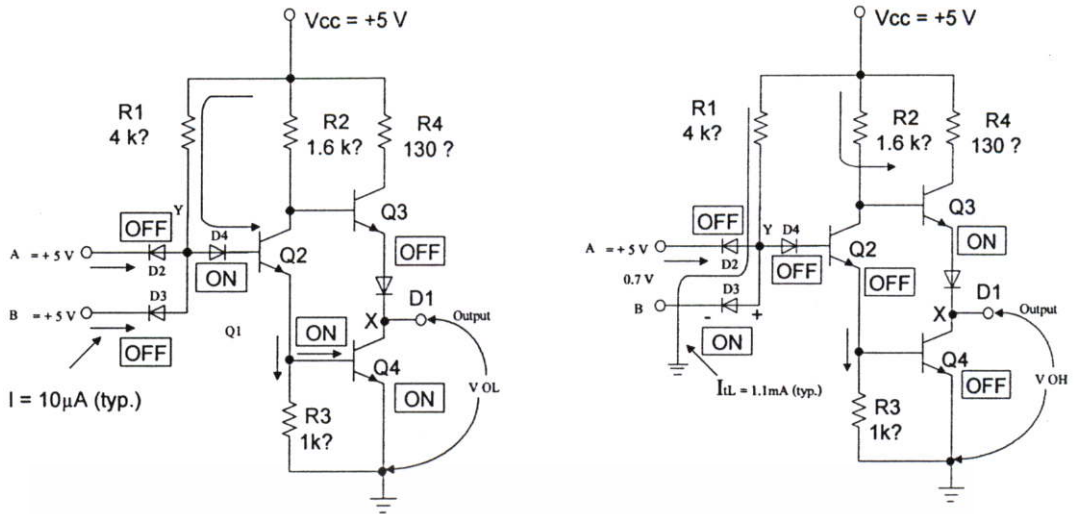 Vcc = +5 V
R1
4 k?
R2
1.6 k?
R4
130 ?
Y
OFF
D4
Q3
A = + 5 V
D2
Q2
OFF
ON
D3
B = + 5 V
Q1
ON
X
D1
Output
OFF
Q4
I = 10µA (typ.)
ON
V OL
R3
1k?
Vcc = +5 V
R1
4 k?
R2
1.6 k?
R4
130 ?
OFF
Y
D4
Q3
A = + 5 V
D2
Q2
ON
0.7 V
OFF
D3
OFF
B
- +
X
D1
Output
ON
Q4
IIL = 1.1mA (typ.)
OFF
V OH
R3
1k?